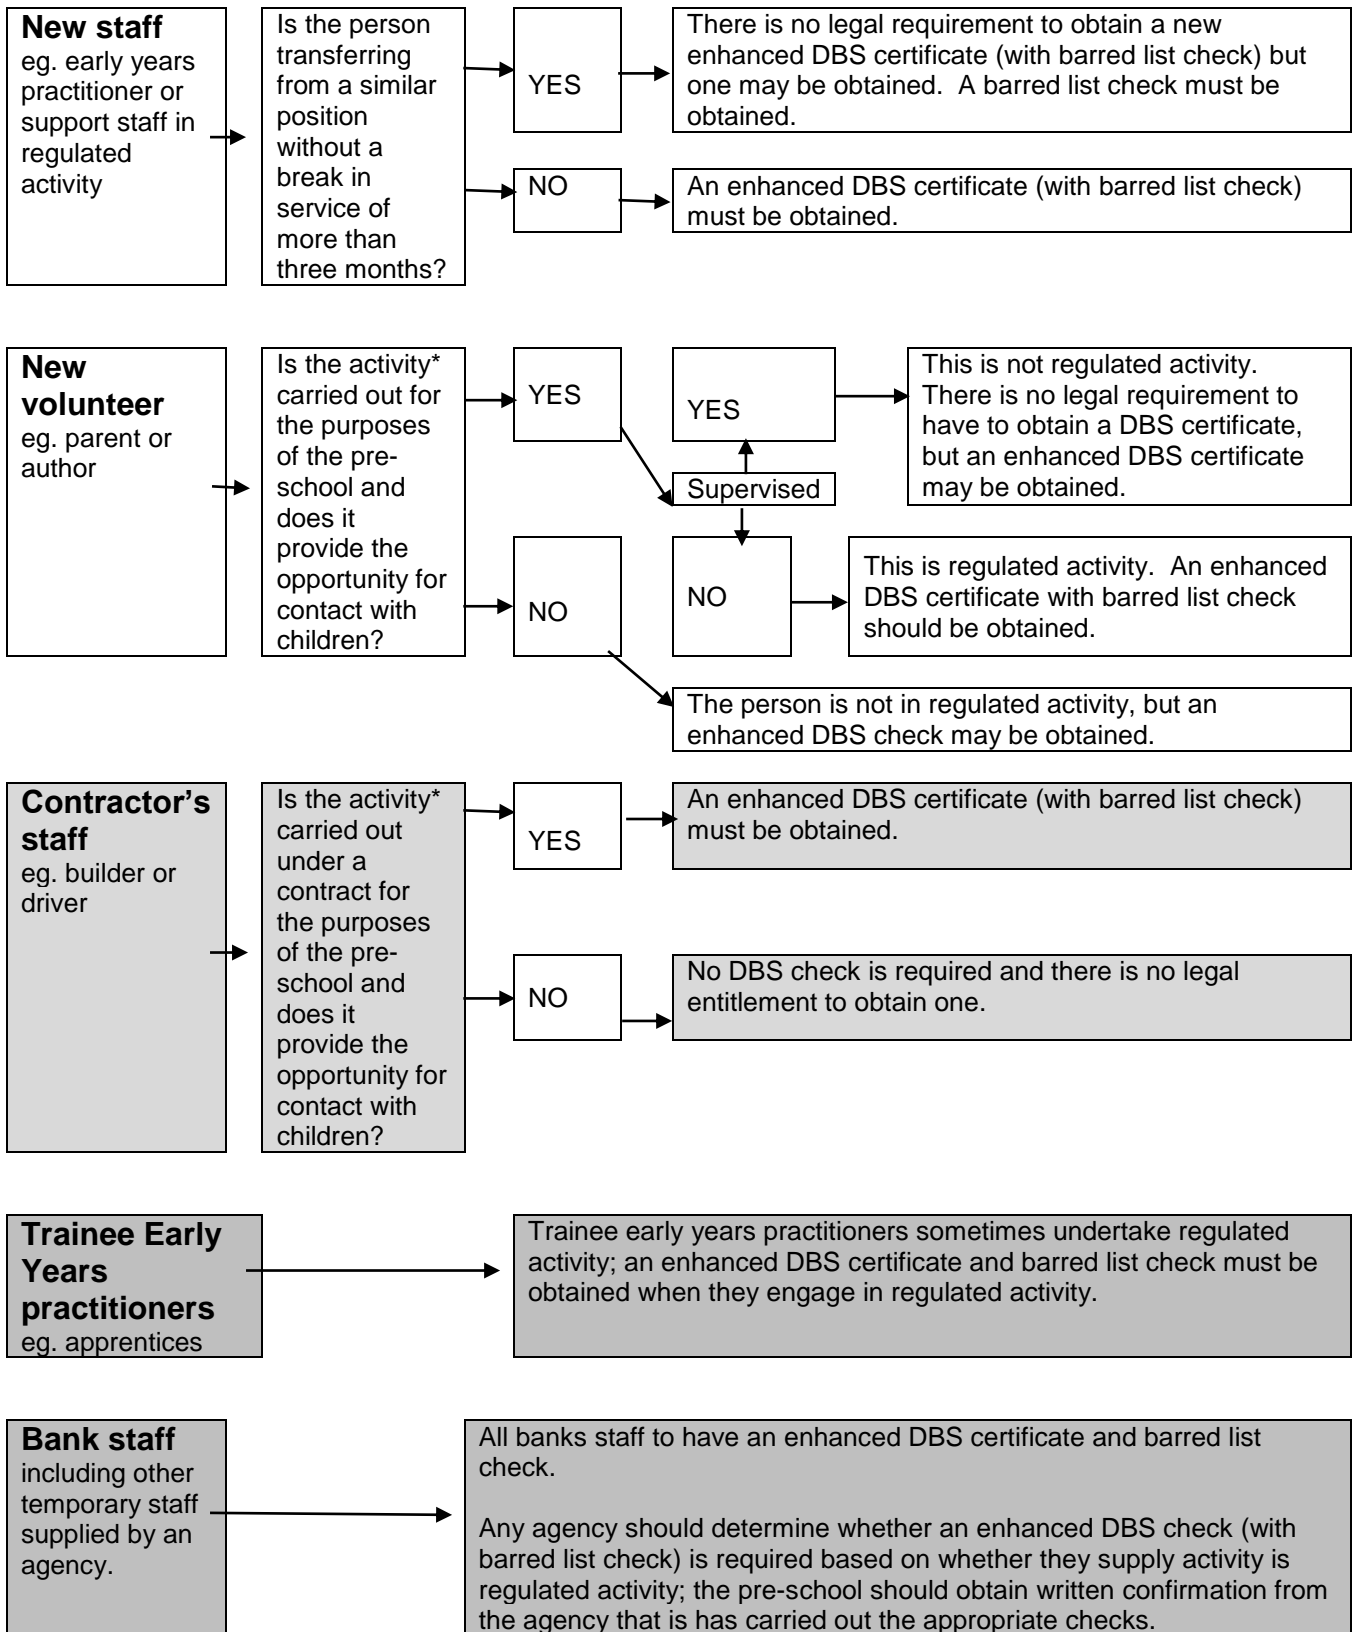 New staff
eg. early years
practitioner or
support staff in
regulated
activity
Is the person
transferring
from a similar
position
without a
break in
service of
more than
three months?
YES
There is no legal requirement to obtain a new
enhanced DBS certificate (with barred list check) but
one may be obtained.  A barred list check must be
obtained.
NO
An enhanced DBS certificate (with barred list check)
must be obtained.
New
volunteer
eg. parent or
author
Is the activity*
carried out for
the purposes
of the pre-
school and
does it
provide the
opportunity for
contact with
children?
YES
Supervised
YES
This is not regulated activity.
There is no legal requirement to
have to obtain a DBS certificate,
but an enhanced DBS certificate
may be obtained.
NO
This is regulated activity.  An enhanced
DBS certificate with barred list check
should be obtained.
NO
The person is not in regulated activity, but an
enhanced DBS check may be obtained.
Contractor's
staff
eg. builder or
driver
Is the activity*
carried out
under a
contract for
the purposes
of the pre-
school and
does it
provide the
opportunity for
contact with
children?
YES
An enhanced DBS certificate (with barred list check)
must be obtained.
NO
No DBS check is required and there is no legal
entitlement to obtain one.
Trainee Early
Years
practitioners
eg. apprentices
Trainee early years practitioners sometimes undertake regulated
activity; an enhanced DBS certificate and barred list check must be
obtained when they engage in regulated activity.
Bank staff
including other
temporary staff
supplied by an
agency.
All banks staff to have an enhanced DBS certificate and barred list
check.
Any agency should determine whether an enhanced DBS check (with
barred list check) is required based on whether they supply activity is
regulated activity; the pre-school should obtain written confirmation from
the agency that is has carried out the appropriate checks.